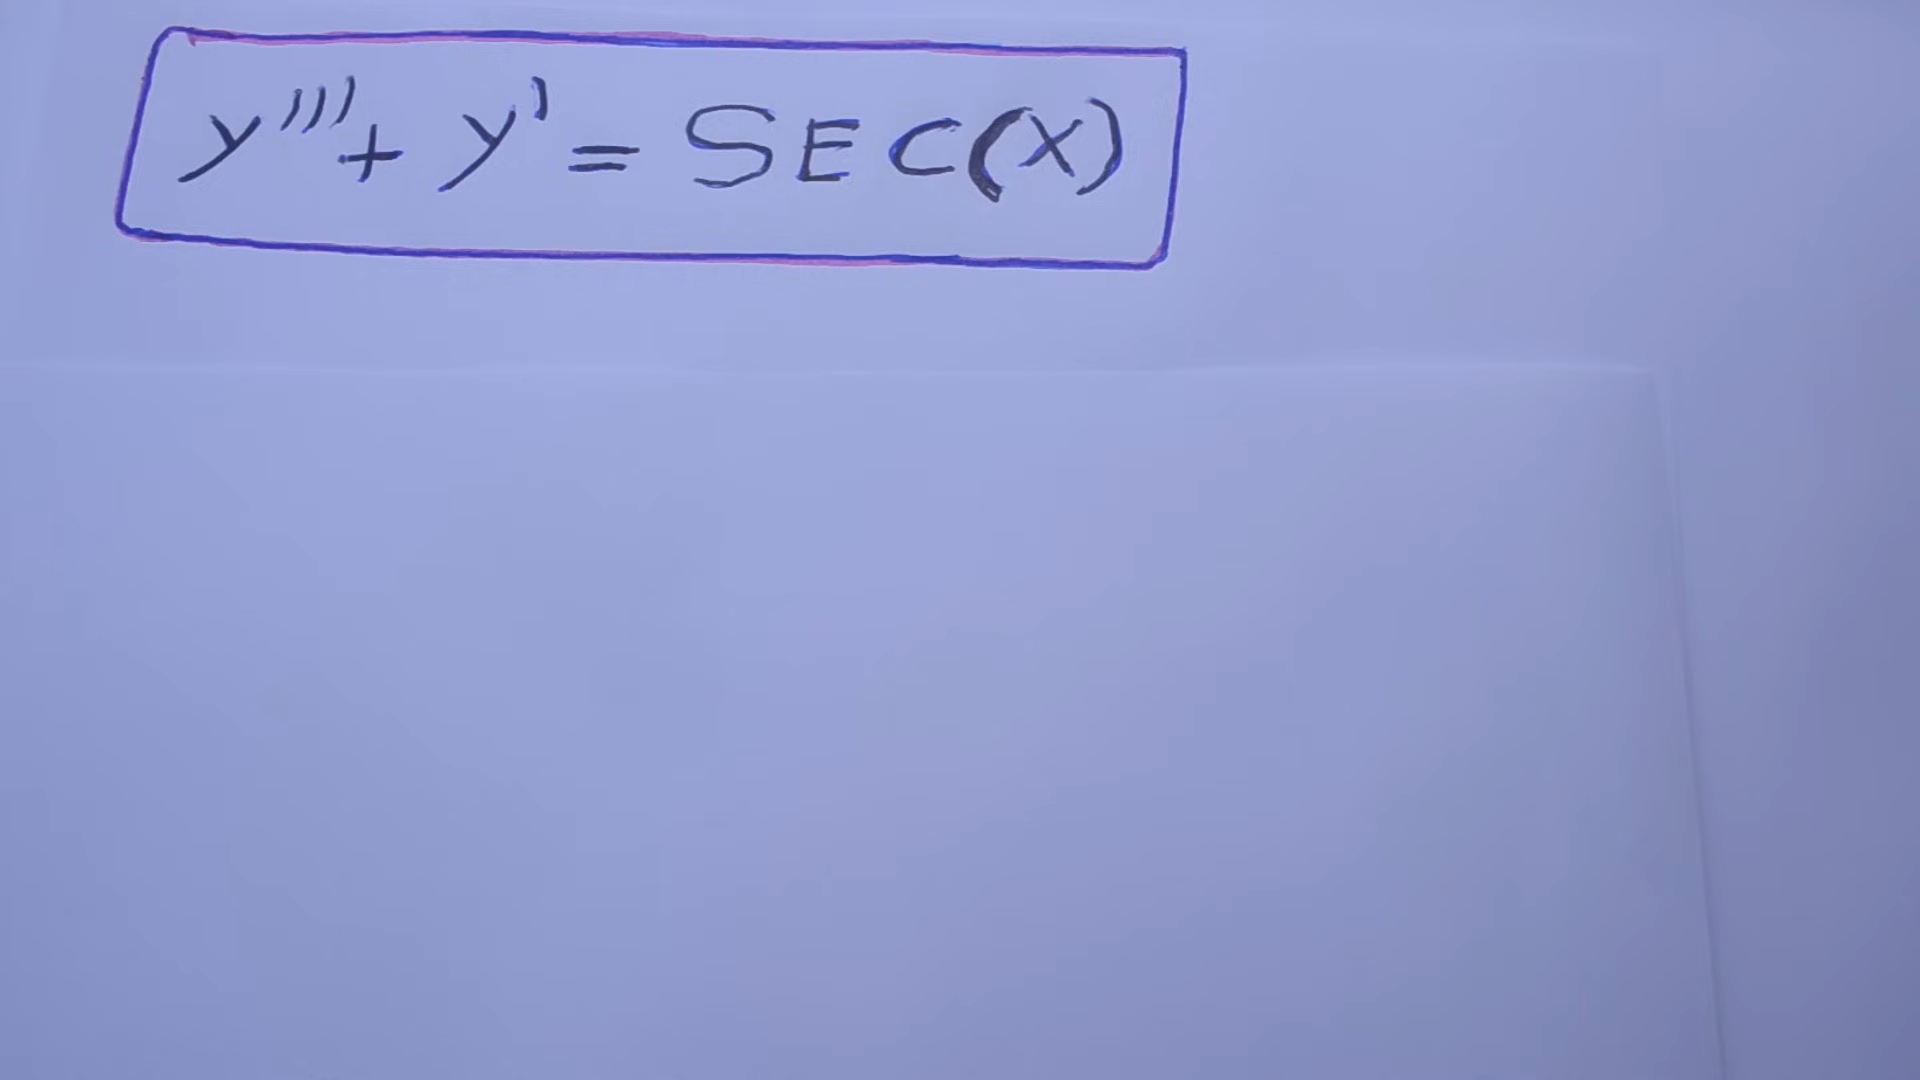 y''' + y' = SEC(X)